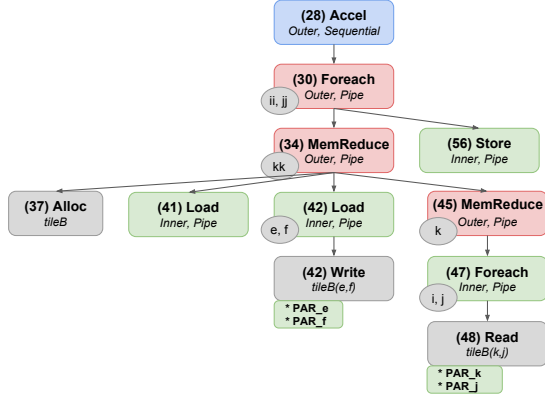 (28) Accel
Outer, Sequential
(30) Foreach
Outer, Pipe
ii, jj
(34) MemReduce
Outer, Pipe
kk
(56) Store
Inner, Pipe
(37) Alloc
tileB
(41) Load
Inner, Pipe
(42) Load
Inner, Pipe
e, f
(45) MemReduce
Outer, Pipe
k
(42) Write
tileB(e,f)
* PAR_e
* PAR_f
(47) Foreach
Inner, Pipe
i, j
(48) Read
tileB(k,j)
* PAR_k
* PAR_j